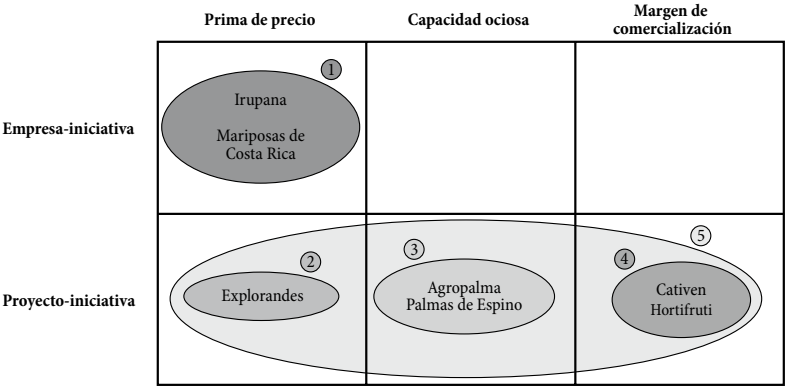 Prima de precio
Capacidad ociosa
Margen de
comercialización
Empresa-iniciativa
1
Irupana
Mariposas de
Costa Rica
Proyecto-iniciativa
2
Explorandes
3
Agropalma
Palmas de Espino
4
5
Cativen
Hortifruti